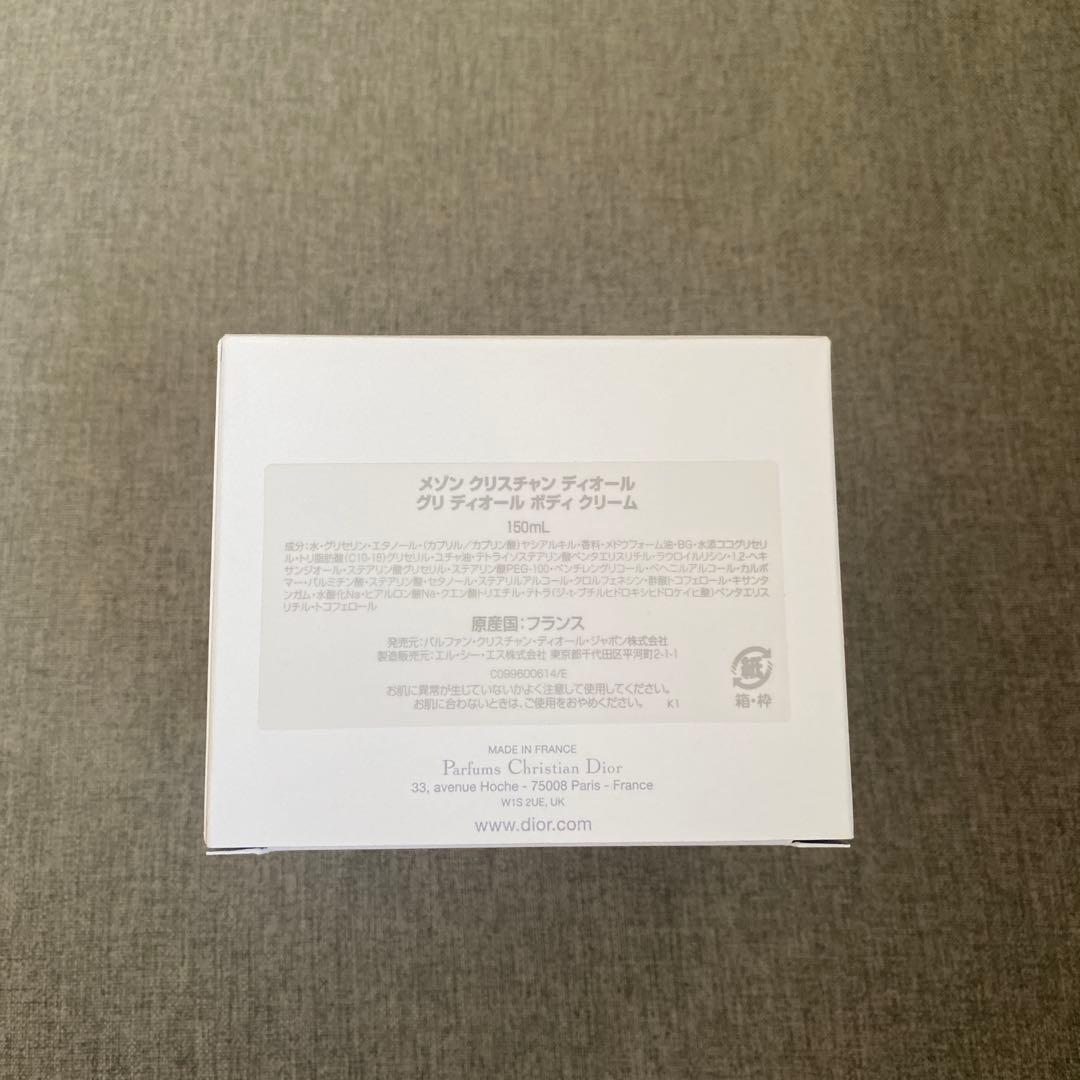 メゾン クリスチャン ディオール
グリ ディオール ボディ クリーム
150mL
成分：水・グリセリン・エタノール・(カプリル／カプリン酸)ヤシアルキル・香料・メドウフォーム油・BG・水添ココグリセリ
ル・トリ脂肪酸(C10-18)グリセリル・ユチャ油・テトライソステアリン酸ペンタエリスリチル・ラウロイルリシン・1,2-ヘキ
サンジオール・ステアリン酸グリセリル・ステアリン酸PEG-100・ペンチレングリコール・ベヘニルアルコール・カルボ
マー・パルミチン酸・ステアリン酸・セタノール・ステアリルアルコール・クロルフェネシン・酢酸トコフェロール・キサンタ
ンガム・水酸化Na・ヒアルロン酸Na・クエン酸トリエチル・テトラ(ジ-t-ブチルヒドロキシヒドロケイヒ酸)ペンタエリス
リチル・トコフェロール
原産国：フランス
発売元：パルファン・クリスチャン・ディオール・ジャポン株式会社
製造販売元：エル・シー・エス株式会社 東京都千代田区平河町2-1-1
C099600614/E
お肌に異常が生じていないかよく注意して使用してください。
お肌に合わないときは、ご使用をおやめください。 K1
紙
箱・枠
MADE IN FRANCE
Parfums Christian Dior
33, avenue Hoche - 75008 Paris - France
W1S 2UE, UK
www.dior.com